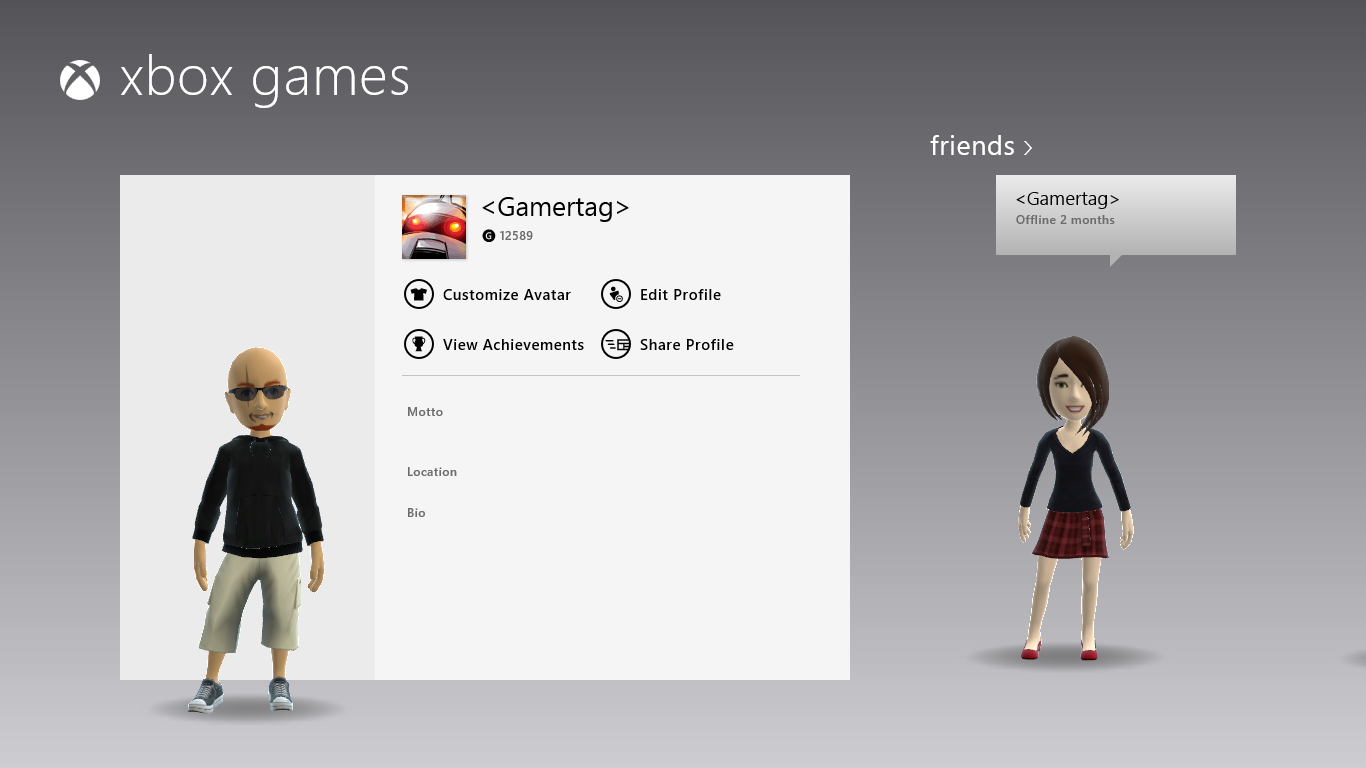 xbox games
friends >
<Gamertag>
G 12589
Customize Avatar
Edit Profile
View Achievements
Share Profile
Motto
Location
Bio
<Gamertag>
Offline 2 months